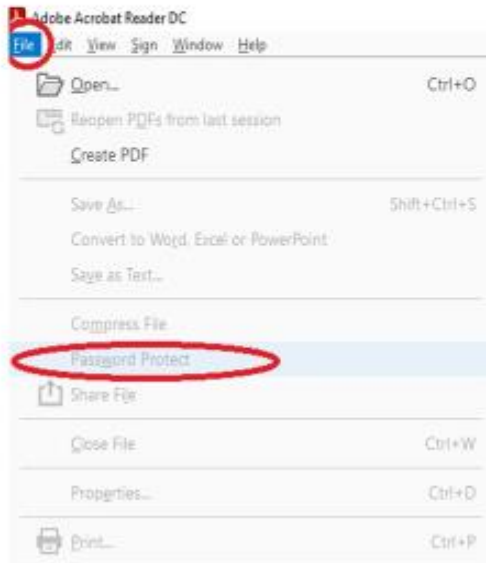 Adobe Acrobat Reader DC
File Edit View Sign Window Help
Open... Ctrl+O
Reopen PDFs from last session
Create PDF
Save As... Shift+Ctrl+S
Convert to Word, Excel or PowerPoint
Save as Text...
Compress File
Password Protect
Share File
Close File Ctrl+W
Properties... Ctrl+D
Print... Ctrl+P